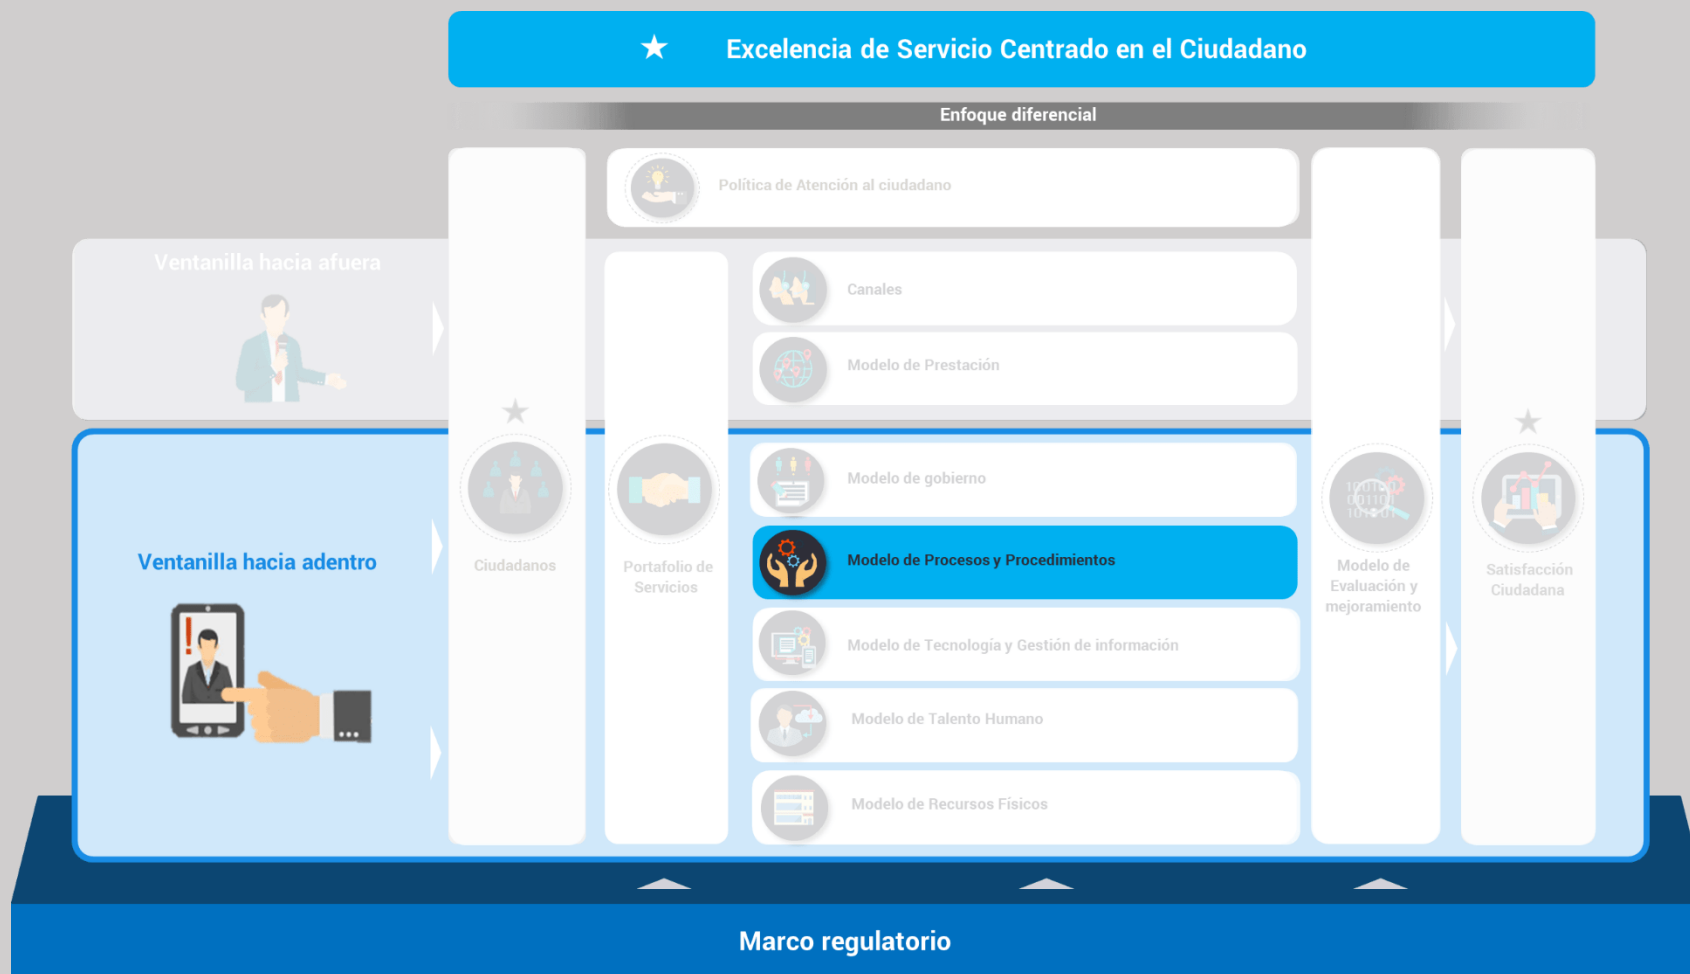 Excelencia de Servicio Centrado en el Ciudadano
Enfoque diferencial
Política de Atención al ciudadano
Ventanilla hacia afuera
Canales
Modelo de Prestación
Ventanilla hacia adentro
Ciudadanos
Portafolio de
Servicios
Modelo de gobierno
Modelo de Procesos y Procedimientos
Modelo de Tecnología y Gestión de información
Modelo de Talento Humano
Modelo de Recursos Físicos
Modelo de
Evaluación y
mejoramiento
Satisfacción
Ciudadana
Marco regulatorio